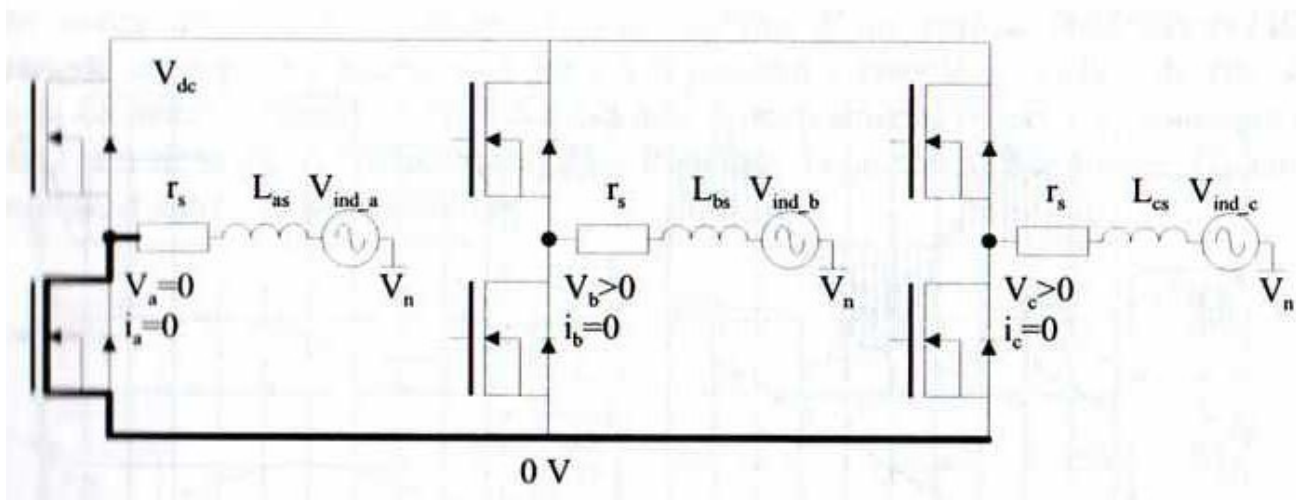 V_dc
r_s L_as V_ind_a r_s L_bs V_ind_b r_s L_cs V_ind_c
V_a=0 V_n V_b>0 V_n V_c>0 V_n
i_a=0 i_b=0 i_c=0
0 V